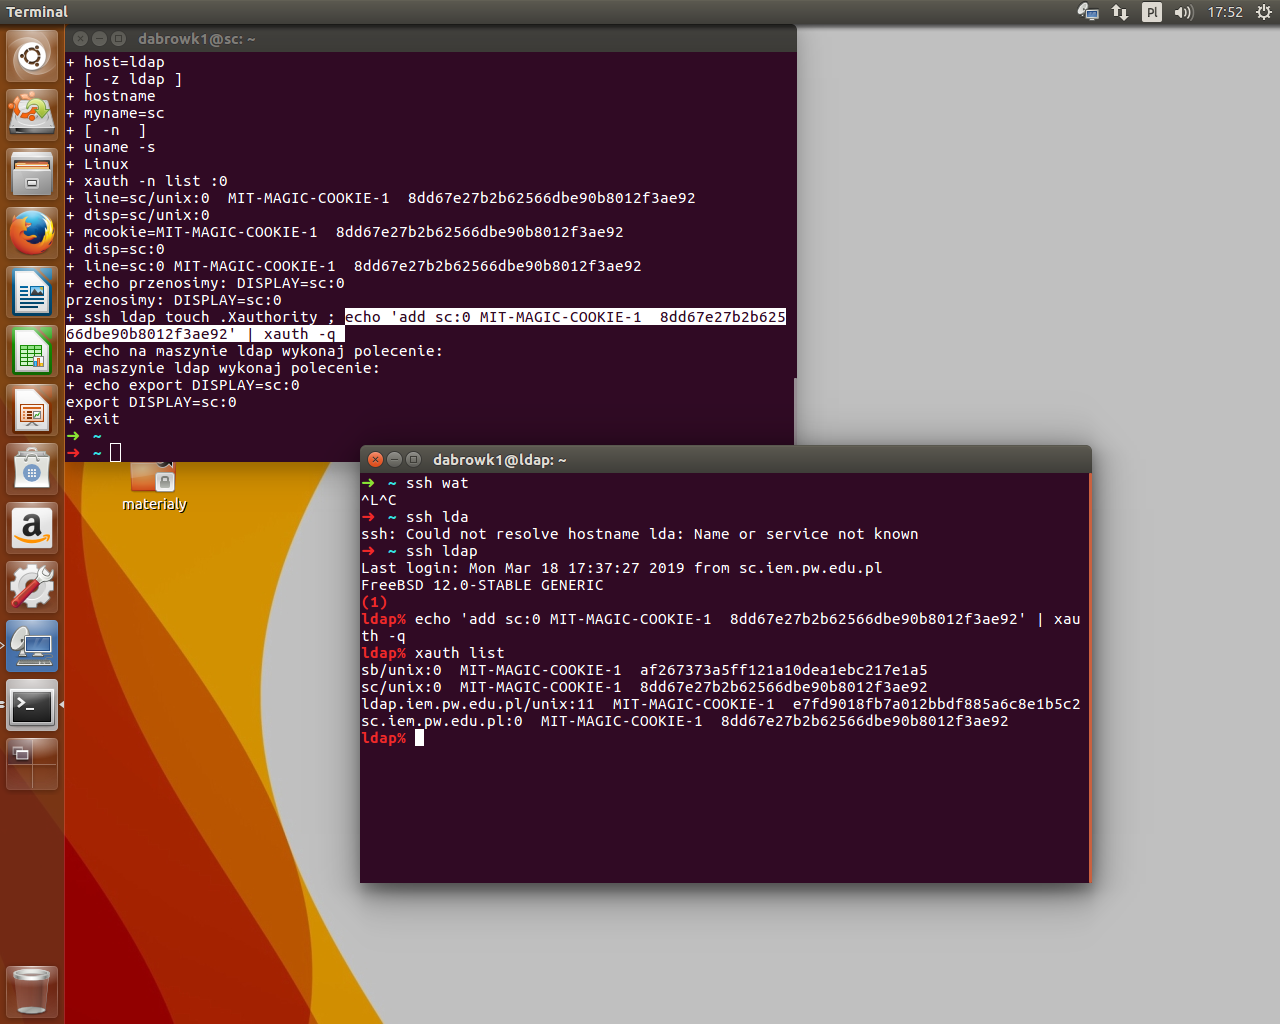 Terminal
Pl
17:52
dabrowk1@sc: ~
+ host=ldap
+ [ -z ldap ]
+ hostname
+ myname=sc
+ [ -n  ]
+ uname -s
+ Linux
+ xauth -n list :0
+ line=sc/unix:0  MIT-MAGIC-COOKIE-1  8dd67e27b2b62566dbe90b8012f3ae92
+ disp=sc/unix:0
+ mcookie=MIT-MAGIC-COOKIE-1  8dd67e27b2b62566dbe90b8012f3ae92
+ disp=sc:0
+ line=sc:0 MIT-MAGIC-COOKIE-1  8dd67e27b2b62566dbe90b8012f3ae92
+ echo przenosimy: DISPLAY=sc:0
przenosimy: DISPLAY=sc:0
+ ssh ldap touch .Xauthority ; echo 'add sc:0 MIT-MAGIC-COOKIE-1  8dd67e27b2b625
66dbe90b8012f3ae92' | xauth -q
+ echo na maszynie ldap wykonaj polecenie:
na maszynie ldap wykonaj polecenie:
+ echo export DISPLAY=sc:0
export DISPLAY=sc:0
+ exit
➜  ~
➜  ~
materialy
dabrowk1@ldap: ~
➜  ~ ssh wat
^L^C
➜  ~ ssh lda
ssh: Could not resolve hostname lda: Name or service not known
➜  ~ ssh ldap
Last login: Mon Mar 18 17:37:27 2019 from sc.iem.pw.edu.pl
FreeBSD 12.0-STABLE GENERIC
(1)
ldap% echo 'add sc:0 MIT-MAGIC-COOKIE-1  8dd67e27b2b62566dbe90b8012f3ae92' | xau
th -q
ldap% xauth list
sb/unix:0  MIT-MAGIC-COOKIE-1  af267373a5ff121a10dea1ebc217e1a5
sc/unix:0  MIT-MAGIC-COOKIE-1  8dd67e27b2b62566dbe90b8012f3ae92
ldap.iem.pw.edu.pl/unix:11  MIT-MAGIC-COOKIE-1  e7fd9018fb7a012bbdf885a6c8e1b5c2
sc.iem.pw.edu.pl:0  MIT-MAGIC-COOKIE-1  8dd67e27b2b62566dbe90b8012f3ae92
ldap%